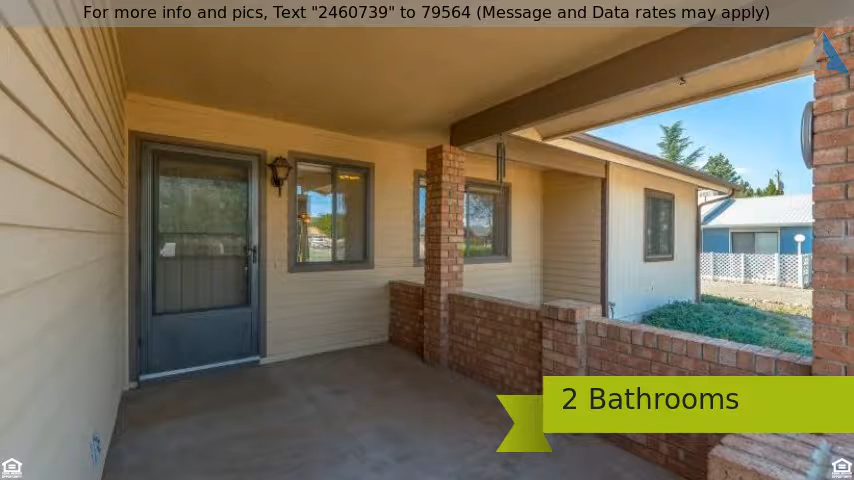 For more info and pics, Text "2460739" to 79564 (Message and Data rates may apply)
2 Bathrooms